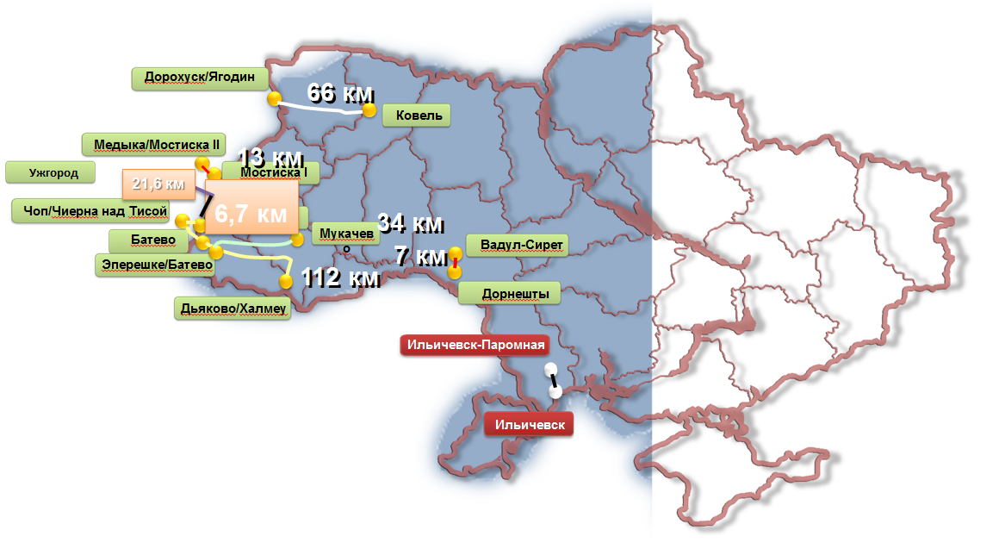 Дорохуск/Ягодин
66 км
Ковель
Медыка/Мостиска II
13 км
Мостиска I
Ужгород
21,6 км
Чоп/Чиерна над Тисой
6,7 км
34 км
Батево
Мукачев
о
7 км
Вадул-Сирет
Эперешке/Батево
112 км
Дорнешты
Дьяково/Халмеу
Ильичевск-Паромная
Ильичевск